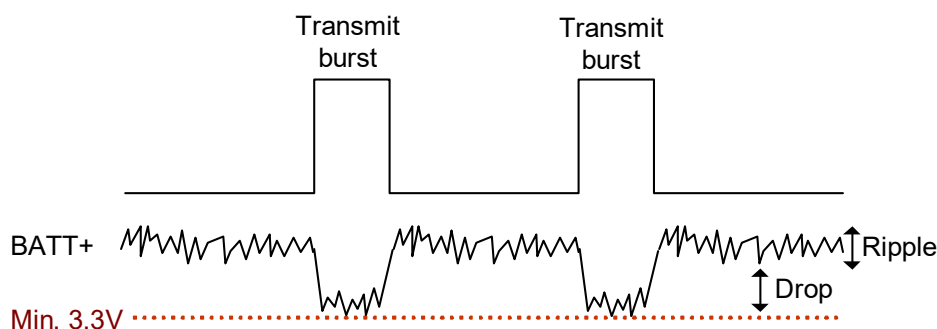 Transmit
burst
Transmit
burst
BATT+
Ripple
Drop
Min. 3.3V